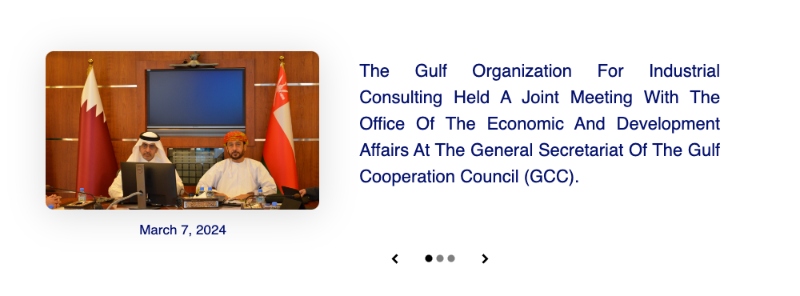 The Gulf Organization For Industrial
Consulting Held A Joint Meeting With The
Office Of The Economic And Development
Affairs At The General Secretariat Of The Gulf
Cooperation Council (GCC).
March 7, 2024